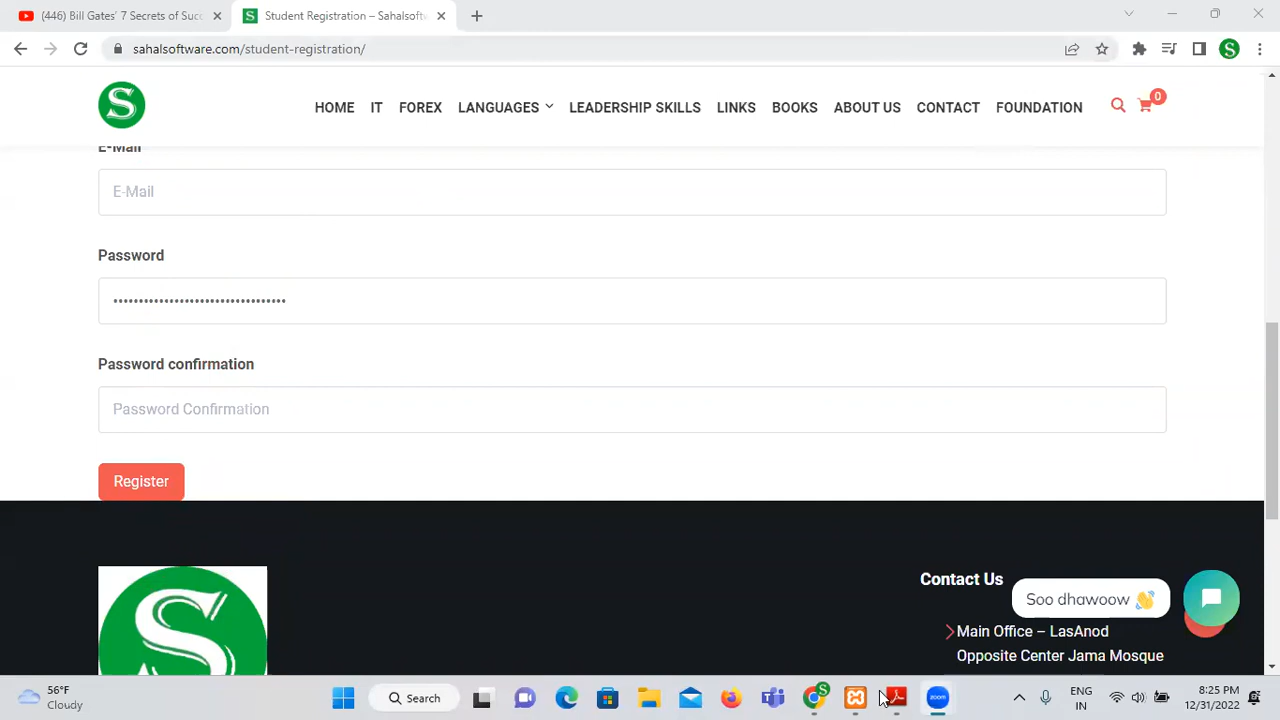 (446) Bill Gates' 7 Secrets of Succ
Student Registration – Sahalsoftw
sahalsoftware.com/student-registration/
S
S
HOME IT FOREX LANGUAGES LEADERSHIP SKILLS LINKS BOOKS ABOUT US CONTACT FOUNDATION
0
E-Mail
E-Mail
Password
••••••••••••••••••••••••••••••••••
Password confirmation
Password Confirmation
Register
S
Contact Us
Soo dhawoow 👋
Main Office – LasAnod
Opposite Center Jama Mosque
56°F
Cloudy
Search
zoom
ENG
IN
8:25 PM
12/31/2022